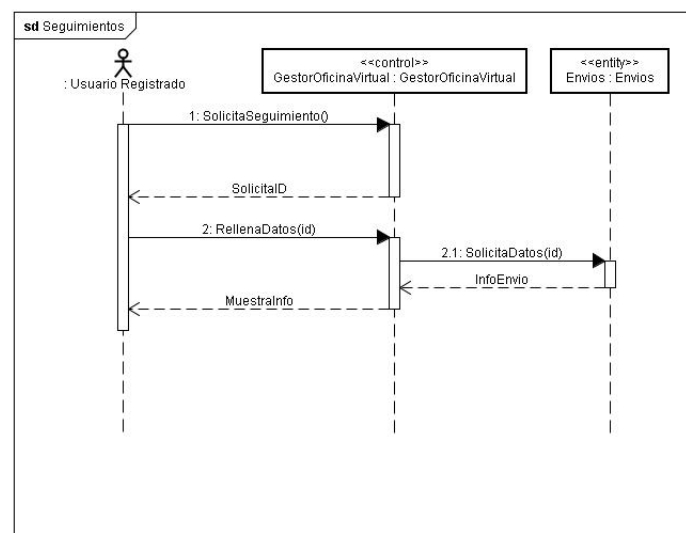 sd Seguimientos
: Usuario Registrado
<<control>>
GestorOficinaVirtual : GestorOficinaVirtual
<<entity>>
Envios : Envios
1: SolicitaSeguimiento()
SolicitaID
2: RellenaDatos(id)
2.1: SolicitaDatos(id)
InfoEnvio
MuestraInfo